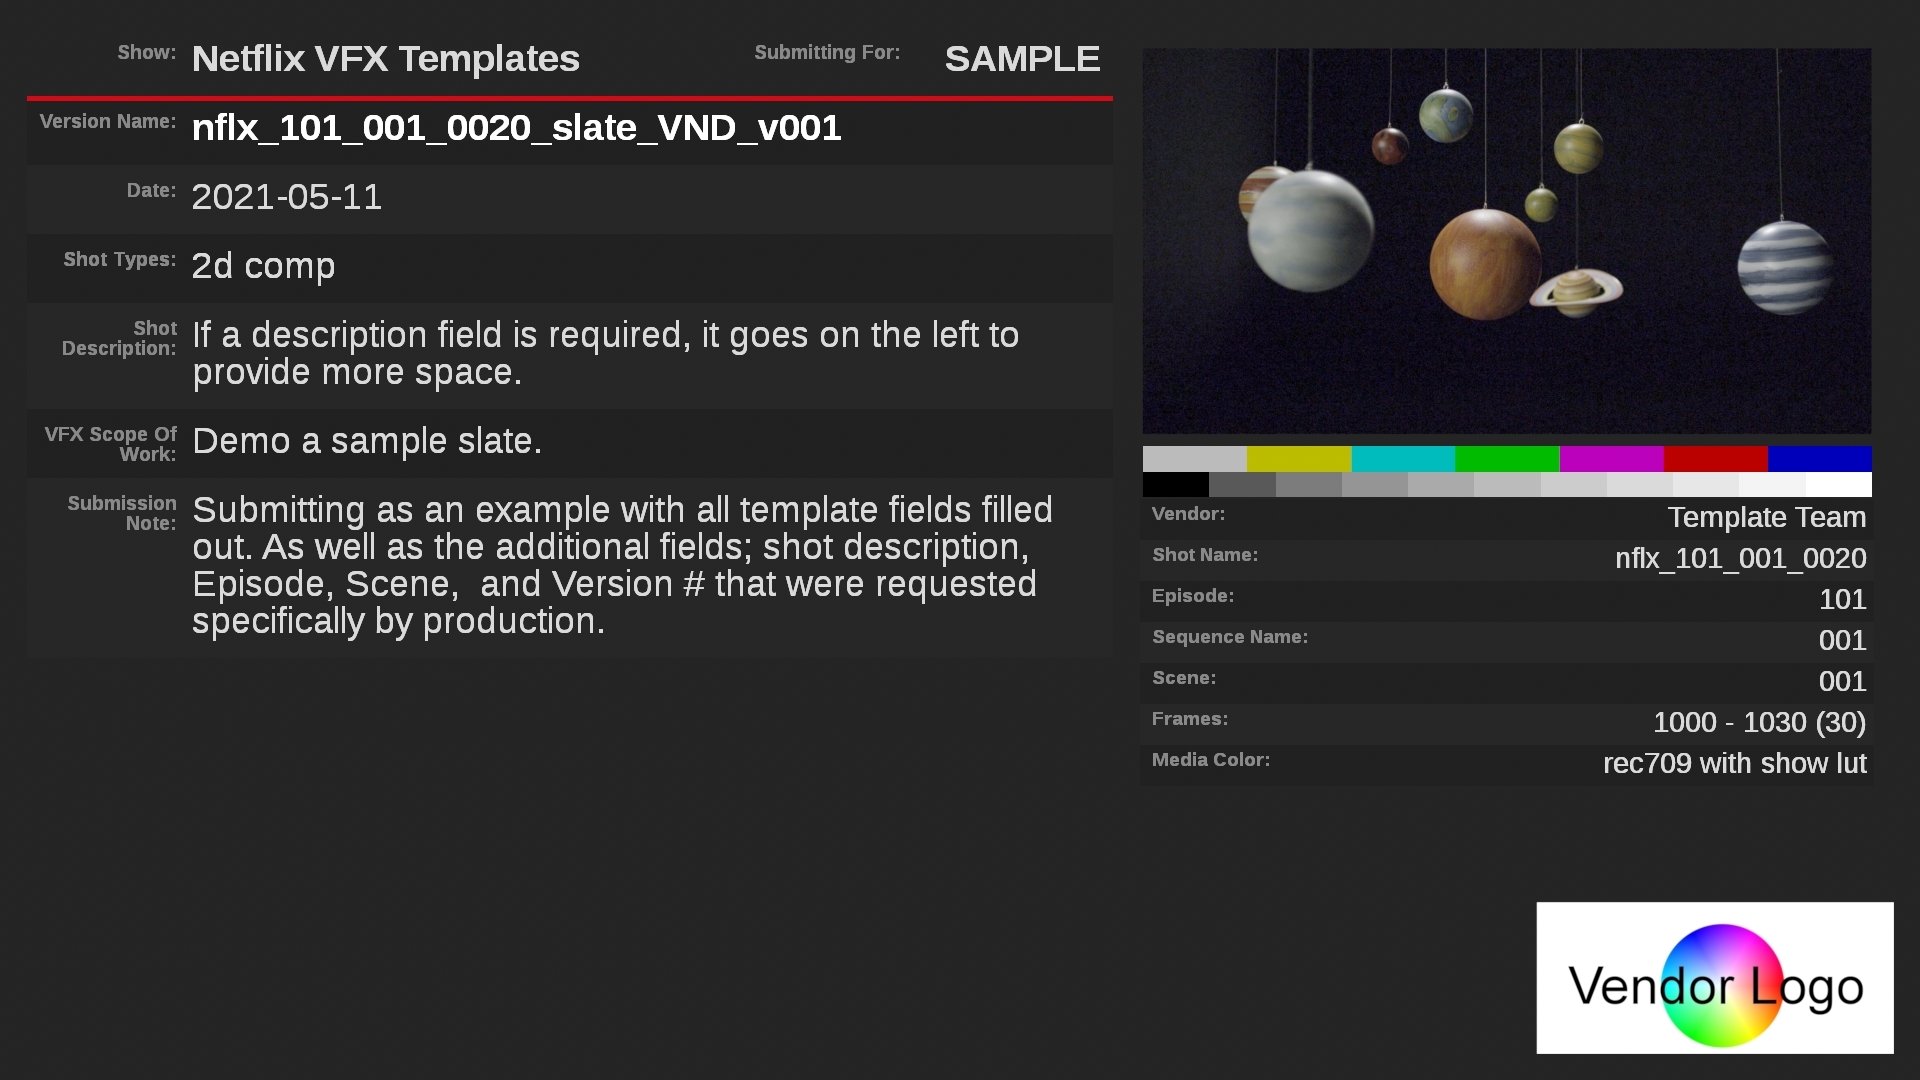 Show: Netflix VFX Templates Submitting For: SAMPLE
Version Name: nflx_101_001_0020_slate_VND_v001
Date: 2021-05-11
Shot Types: 2d comp
Shot
Description:
If a description field is required, it goes on the left to
provide more space.
VFX Scope Of
Work:
Demo a sample slate.
Submission
Note:
Submitting as an example with all template fields filled
out. As well as the additional fields; shot description,
Episode, Scene,  and Version # that were requested
specifically by production.
Vendor: Template Team
Shot Name: nflx_101_001_0020
Episode: 101
Sequence Name: 001
Scene: 001
Frames: 1000 - 1030 (30)
Media Color: rec709 with show lut
Vendor Logo